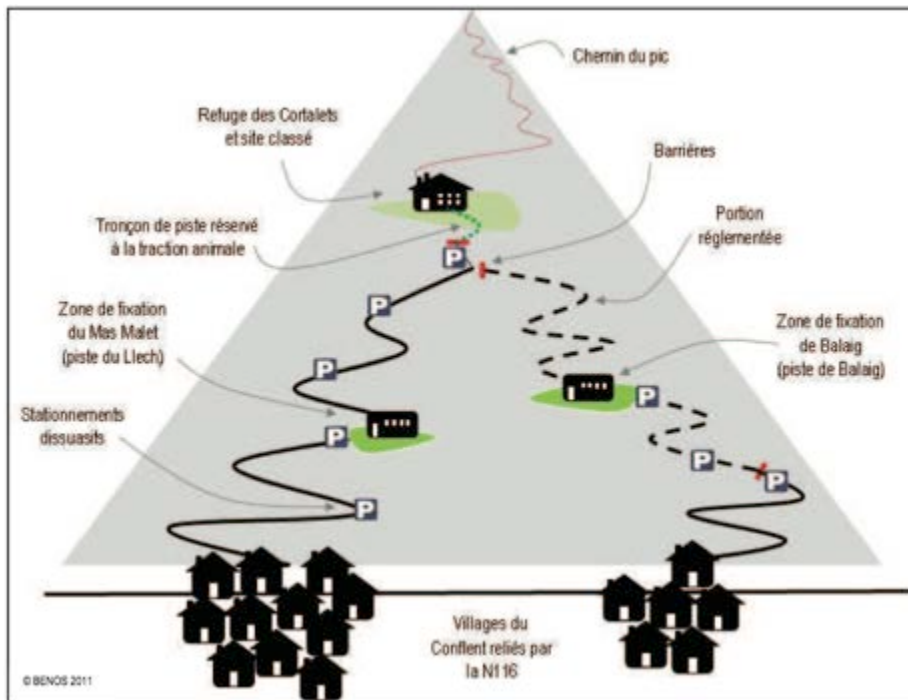 Chemin du pic
Refuge des Cortalets
et site classé
Barrières
Tronçon de piste réservé
à la traction animale
Portion
réglementée
Zone de fixation
du Mas Malet
(piste du Llech)
Zone de fixation
de Balaig
(piste de Balaig)
Stationnements
dissuasifs
P
P
P
P
P
P
P
P
Villages du
Conflent reliés par
la N116
© BENOS 2011